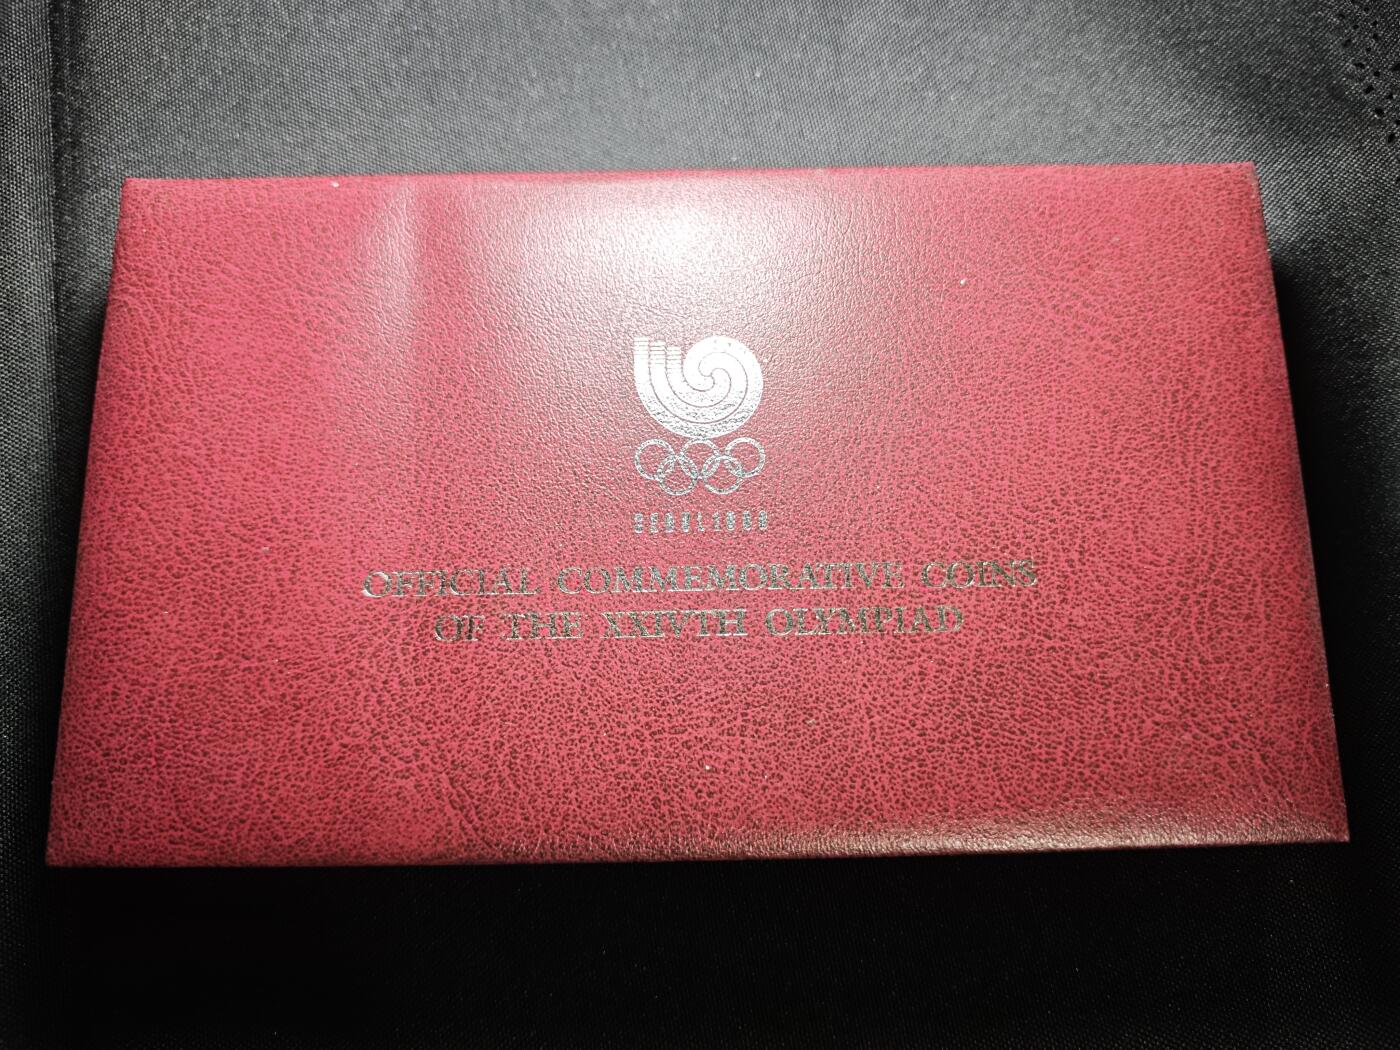 SEOUL 1988
OFFICIAL COMMEMORATIVE COINS
OF THE XXIVTH OLYMPIAD